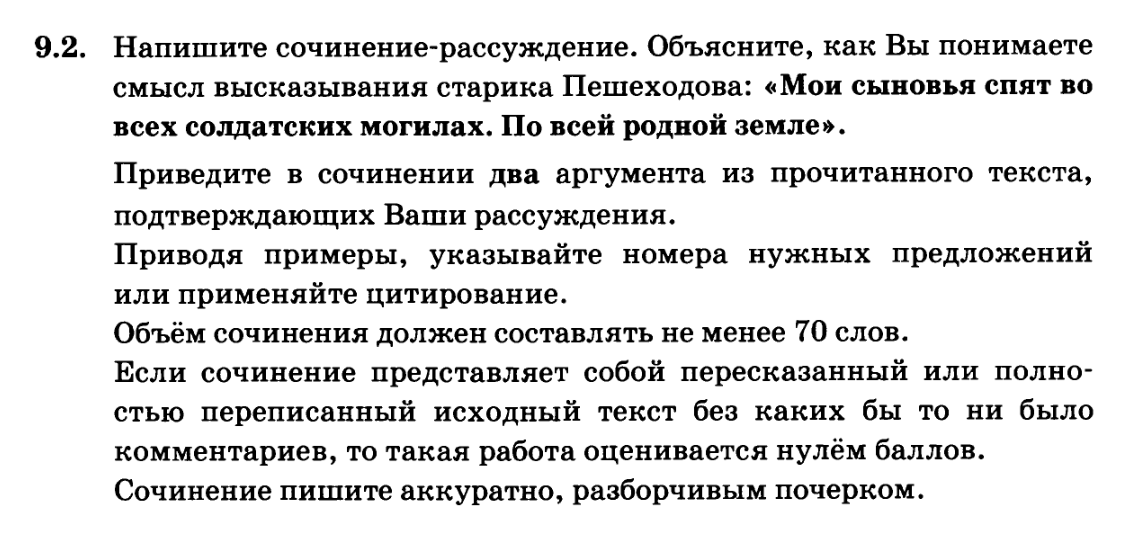 9.2. Напишите сочинение-рассуждение. Объясните, как Вы понимаете
смысл высказывания старика Пешеходова: «Мои сыновья спят во
всех солдатских могилах. По всей родной земле».
Приведите в сочинении два аргумента из прочитанного текста,
подтверждающих Ваши рассуждения.
Приводя примеры, указывайте номера нужных предложений
или применяйте цитирование.
Объём сочинения должен составлять не менее 70 слов.
Если сочинение представляет собой пересказанный или полно-
стью переписанный исходный текст без каких бы то ни было
комментариев, то такая работа оценивается нулём баллов.
Сочинение пишите аккуратно, разборчивым почерком.